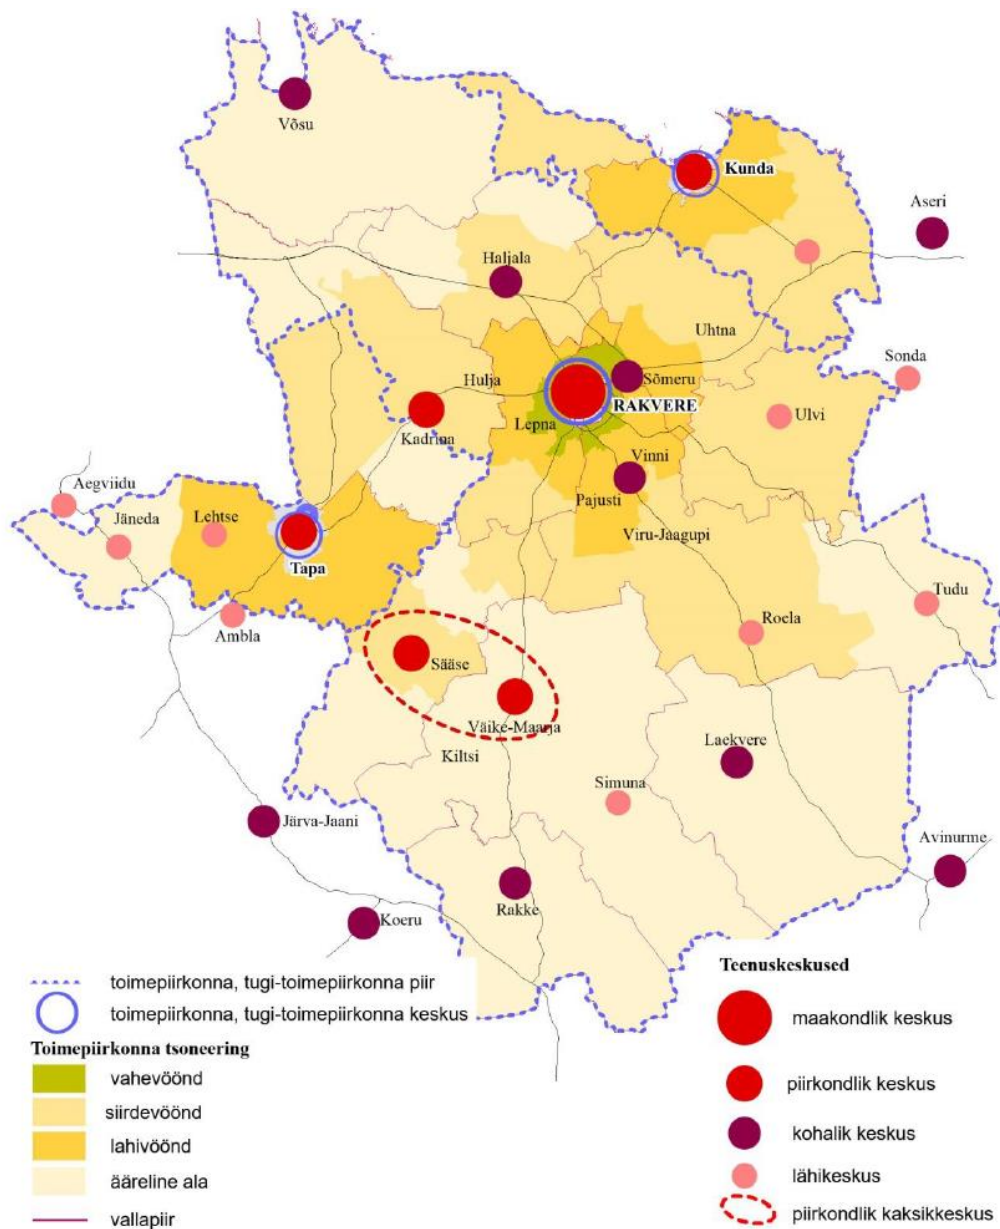 Võsu
Kunda
Aseri
Haljala
Uhtna
Sonda
Hulja
Sõmeru
RAKVERE
Ulvi
Kadrina
Lepna
Vinni
Aegviidu
Pajusti
Jäneda
Lehtse
Viru-Jaagupi
Tapa
Tudu
Ambla
Roela
Sääse
Väike-Maarja
Laekvere
Kiltsi
Simuna
Järva-Jaani
Avinurme
Rakke
Koeru
toimepiirkonna, tugi-toimepiirkonna piir
toimepiirkonna, tugi-toimepiirkonna keskus
Toimepiirkonna tsoneering
vahevöönd
siirdevöönd
lahivöönd
ääreline ala
vallapiir
Teenuskeskused
maakondlik keskus
piirkondlik keskus
kohalik keskus
lähikeskus
piirkondlik kaksikkeskus